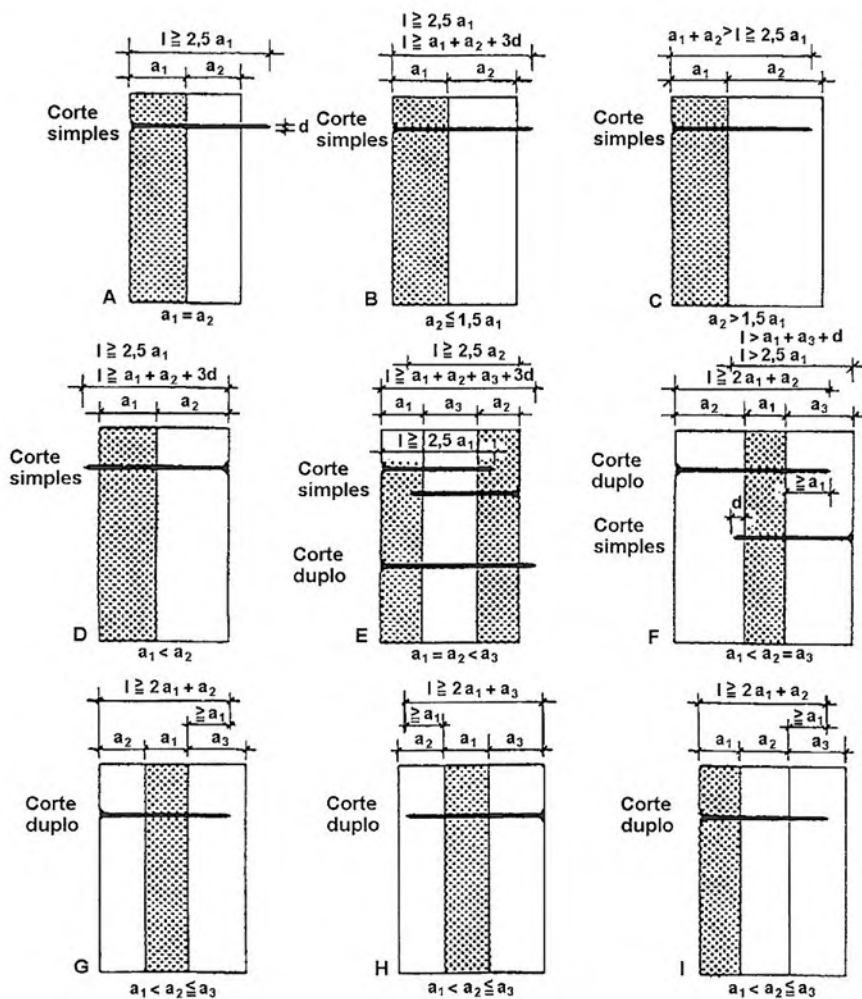 l ≧ 2,5 a₁
a₁ a₂
Corte
simples
d
A
a₁ = a₂
l ≧ 2,5 a₁
l ≧ a₁ + a₂ + 3d
a₁ a₂
Corte
simples
B
a₂ ≦ 1,5 a₁
a₁ + a₂ > l ≧ 2,5 a₁
a₁ a₂
Corte
simples
C
a₂ > 1,5 a₁
l ≧ 2,5 a₁
l ≧ a₁ + a₂ + 3d
a₁ a₂
Corte
simples
D
a₁ < a₂
l ≧ 2,5 a₂
l ≧ a₁ + a₂ + a₃ + 3d
a₁ a₃ a₂
l ≧ 2,5 a₁
Corte
simples
Corte
duplo
E
a₁ = a₂ < a₃
l > a₁ + a₃ + d
l > 2,5 a₁
l ≧ 2 a₁ + a₂
a₂ a₁ a₃
Corte
duplo
≧ a₁
d
Corte
simples
F
a₁ < a₂ = a₃
l ≧ 2 a₁ + a₂
≧ a₁
a₂ a₁ a₃
Corte
duplo
G
a₁ < a₂ ≦ a₃
l ≧ 2 a₁ + a₃
≧ a₁
a₂ a₁ a₃
Corte
duplo
H
a₁ < a₂ ≦ a₃
l ≧ 2 a₁ + a₂
≧ a₁
a₁ a₂ a₃
Corte
duplo
I
a₁ < a₂ ≦ a₃